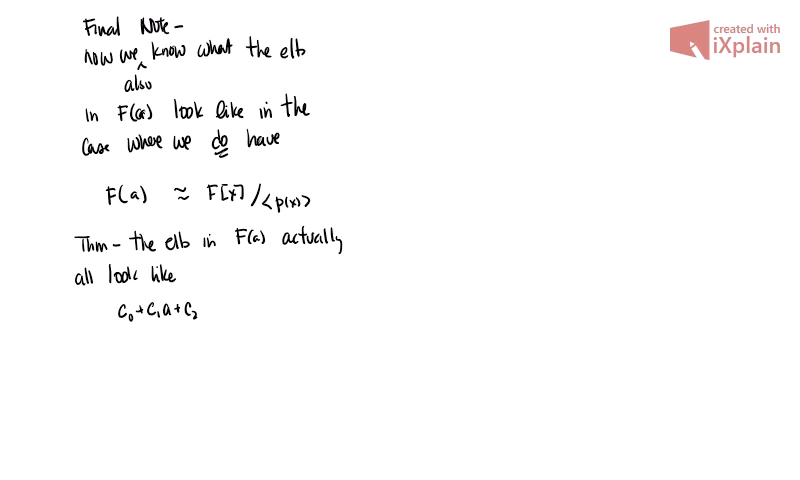 Final Note -
now we know what the elts
^
also
in F(a) look like in the
case where we do have
F(a) ≈ F[x] / <p(x)>
Thm - the elts in F(a) actually
all look like
c₀ + c₁a + c₂
created with
iXplain